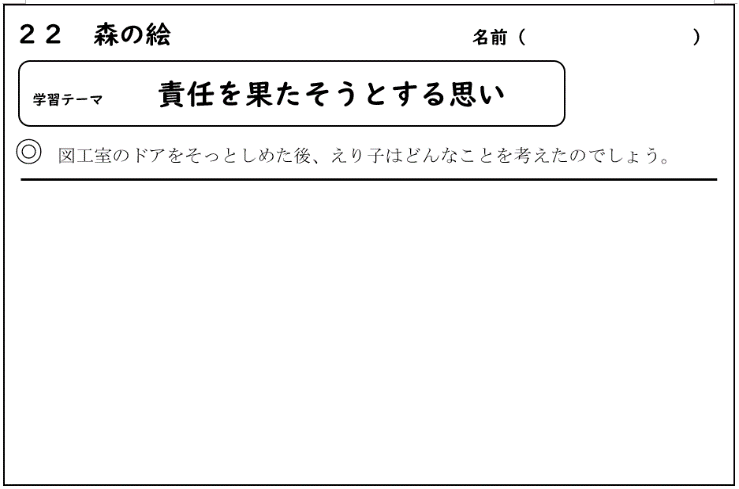 ２２　森の絵　名前（　　　　　　　　）
学習テーマ　責任を果たそうとする思い
◎　図工室のドアをそっとしめた後、えり子はどんなことを考えたのでしょう。